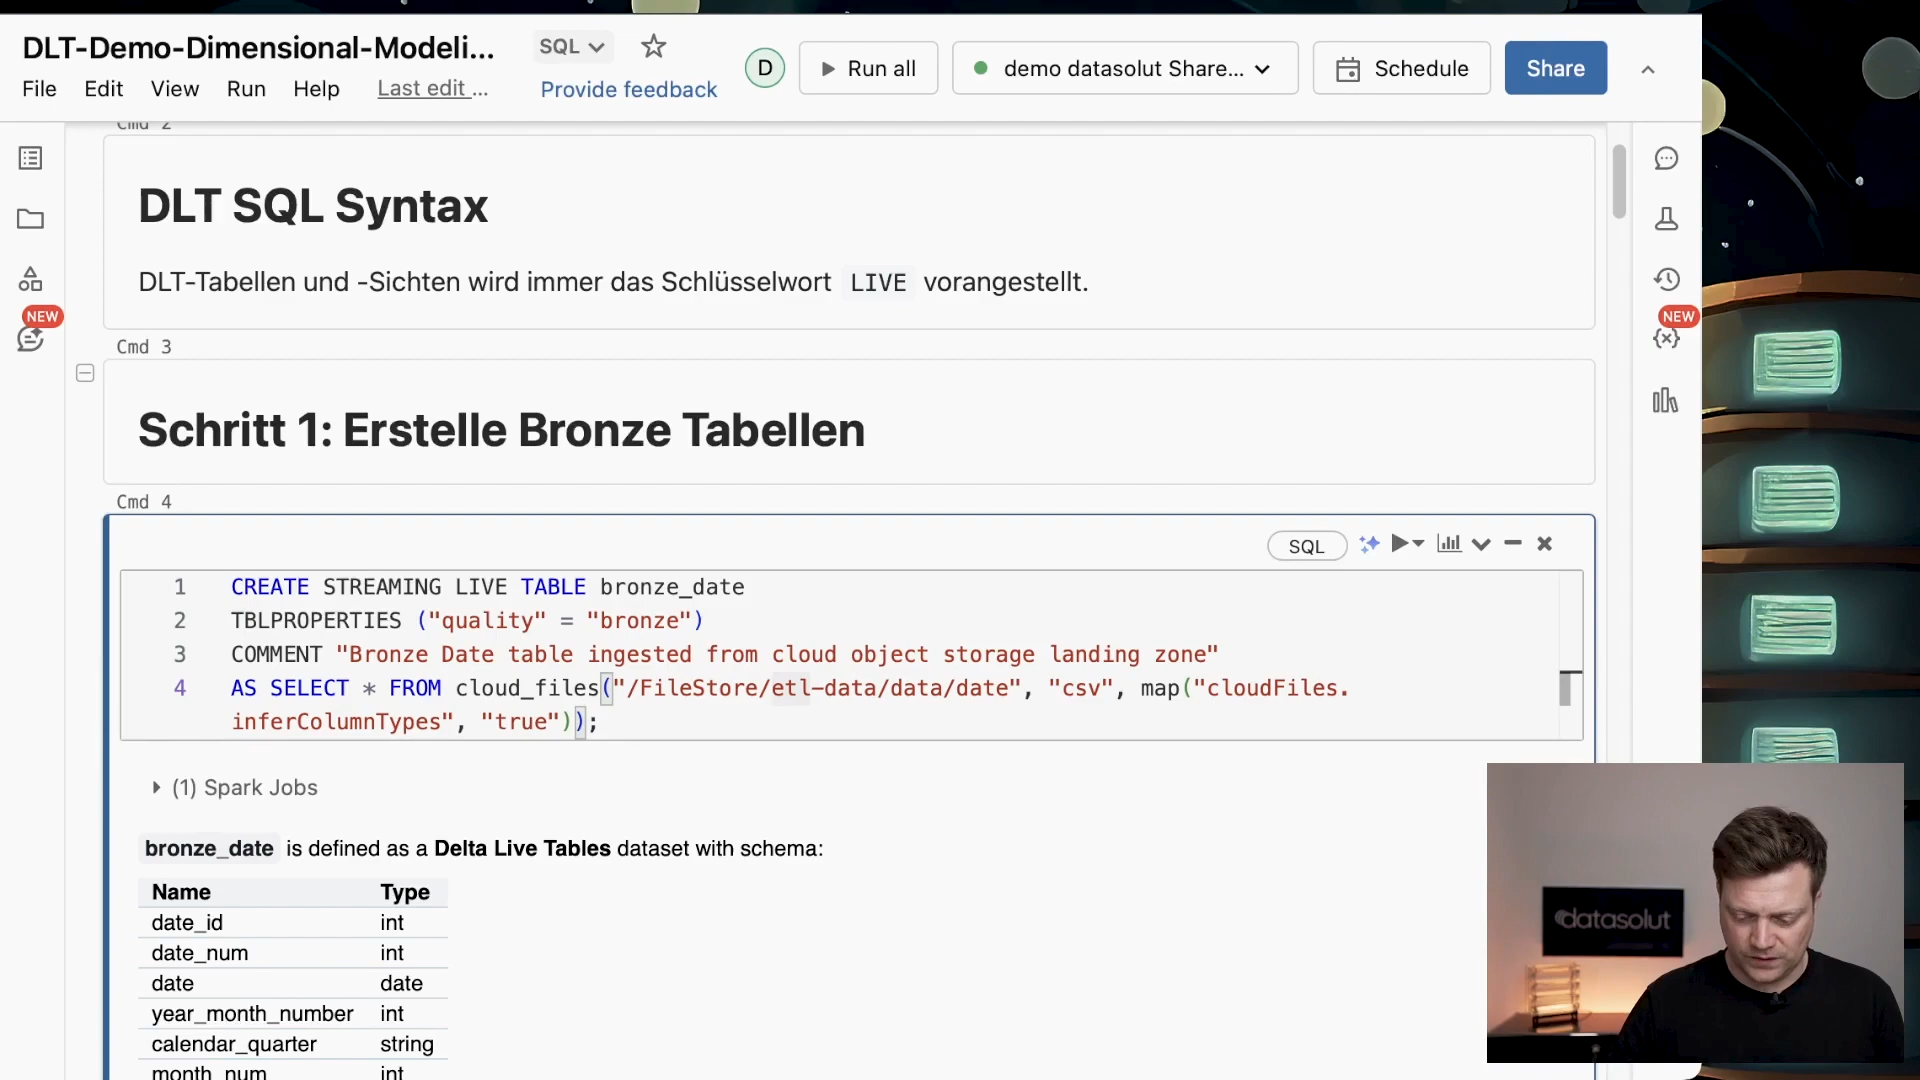 DLT-Demo-Dimensional-Modeli...
SQL
File Edit View Run Help Last edit ... Provide feedback
D
Run all
demo datasolut Share...
Schedule
Share
NEW
NEW
Cmd 2
DLT SQL Syntax
DLT-Tabellen und -Sichten wird immer das Schlüsselwort LIVE vorangestellt.
Cmd 3
Schritt 1: Erstelle Bronze Tabellen
Cmd 4
SQL
1 CREATE STREAMING LIVE TABLE bronze_date
2 TBLPROPERTIES ("quality" = "bronze")
3 COMMENT "Bronze Date table ingested from cloud object storage landing zone"
4 AS SELECT * FROM cloud_files("/FileStore/etl-data/data/date", "csv", map("cloudFiles.
inferColumnTypes", "true"));
(1) Spark Jobs
bronze_date is defined as a Delta Live Tables dataset with schema:
Name Type
date_id int
date_num int
date date
year_month_number int
calendar_quarter string
month_num int
datasolut